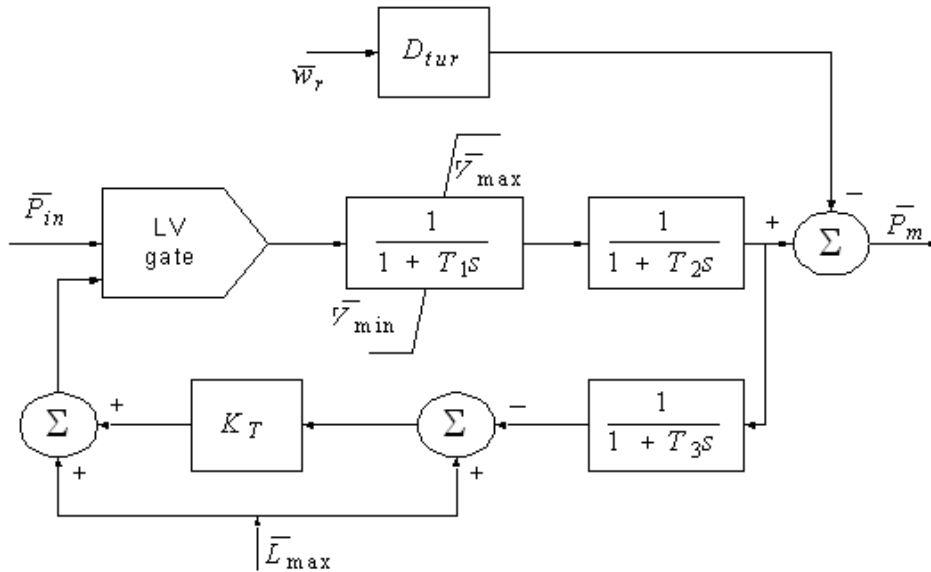 D_tur
w̄_r
V̄_max
P̄_in
LV
gate
1
1 + T_1s
1
1 + T_2s
+
−
Σ
P̄_m
V̄_min
Σ
+
K_T
Σ
−
1
1 + T_3s
+
+
L̄_max